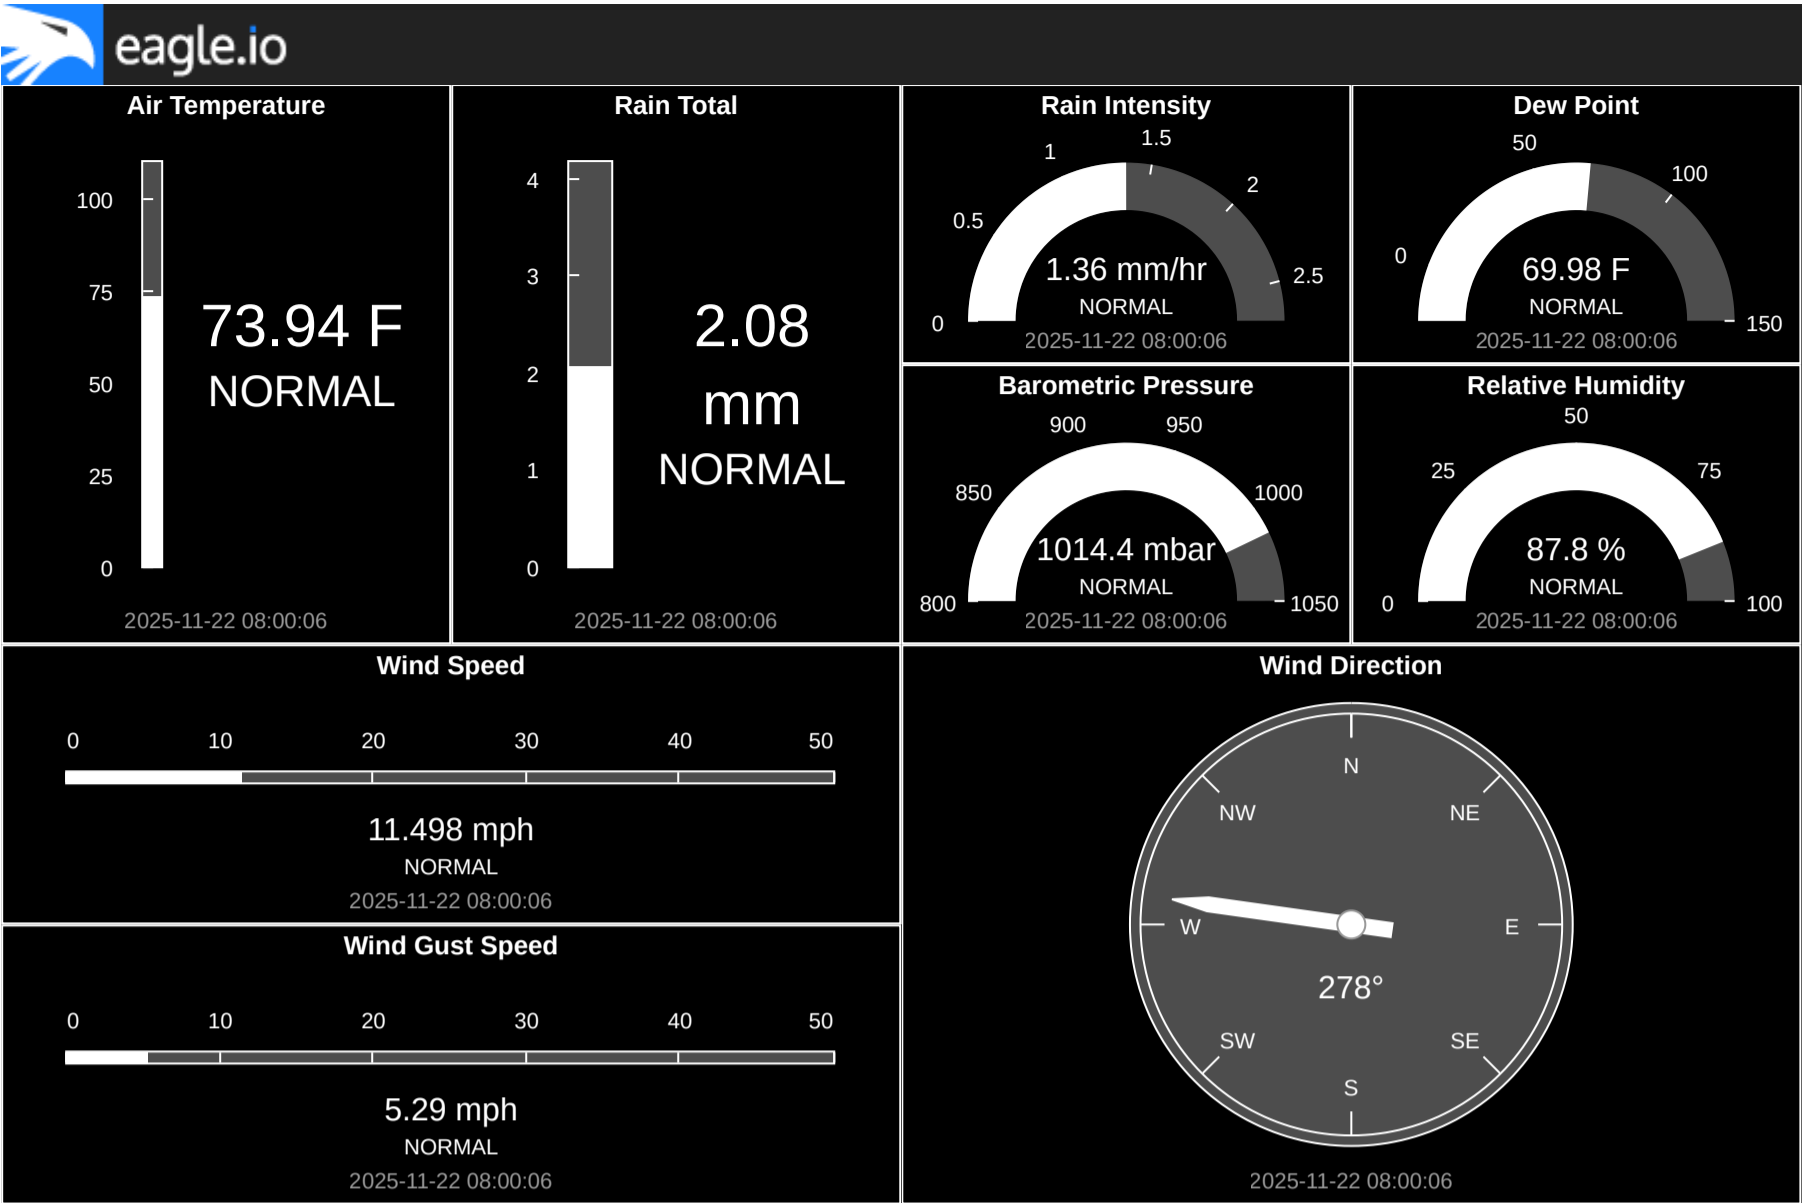 eagle.io
Air Temperature
100
75
50
25
0
73.94 F
NORMAL
2025-11-22 08:00:06
Rain Total
4
3
2
1
0
2.08
mm
NORMAL
2025-11-22 08:00:06
Rain Intensity
0
0.5
1
1.5
2
2.5
1.36 mm/hr
NORMAL
2025-11-22 08:00:06
Dew Point
0
50
100
150
69.98 F
NORMAL
2025-11-22 08:00:06
Barometric Pressure
800
850
900
950
1000
1050
1014.4 mbar
NORMAL
2025-11-22 08:00:06
Relative Humidity
0
25
50
75
100
87.8 %
NORMAL
2025-11-22 08:00:06
Wind Speed
0 10 20 30 40 50
11.498 mph
NORMAL
2025-11-22 08:00:06
Wind Gust Speed
0 10 20 30 40 50
5.29 mph
NORMAL
2025-11-22 08:00:06
Wind Direction
N
NW NE
W E
278°
SW SE
S
2025-11-22 08:00:06